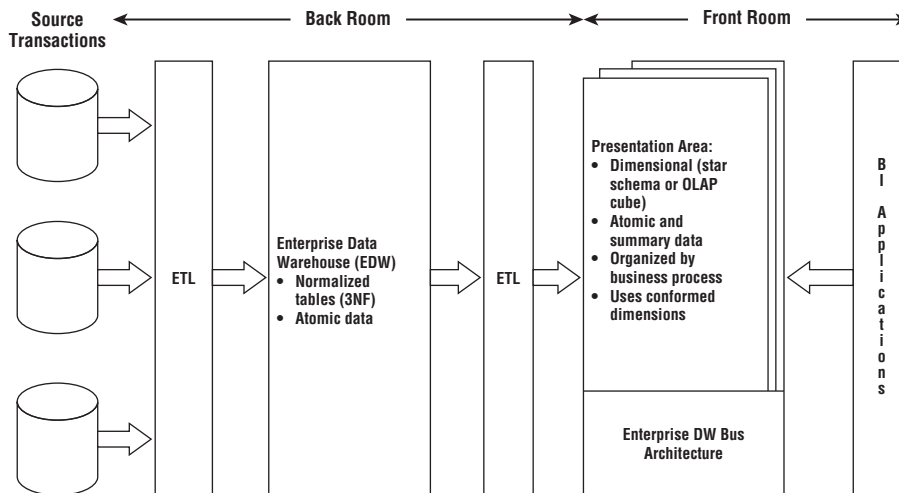 Source
Transactions
Back Room
Front Room
ETL
Enterprise Data
Warehouse (EDW)
• Normalized
tables (3NF)
• Atomic data
ETL
Presentation Area:
• Dimensional (star
schema or OLAP
cube)
• Atomic and
summary data
• Organized by
business process
• Uses conformed
dimensions
Enterprise DW Bus
Architecture
BI Applications